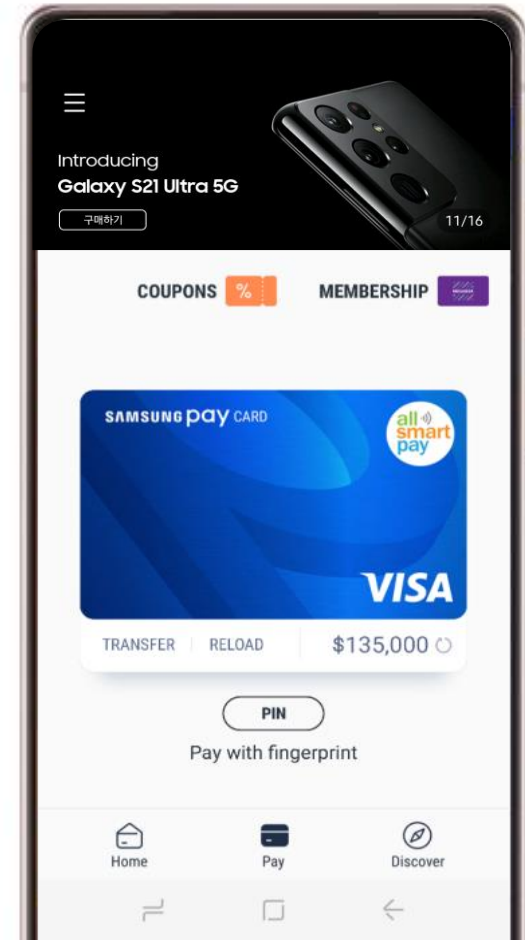 Introducing
Galaxy S21 Ultra 5G
구매하기
11/16
COUPONS %
MEMBERSHIP
SAMSUNG pay CARD
all
smart
pay
VISA
TRANSFER RELOAD $135,000
PIN
Pay with fingerprint
Home Pay Discover